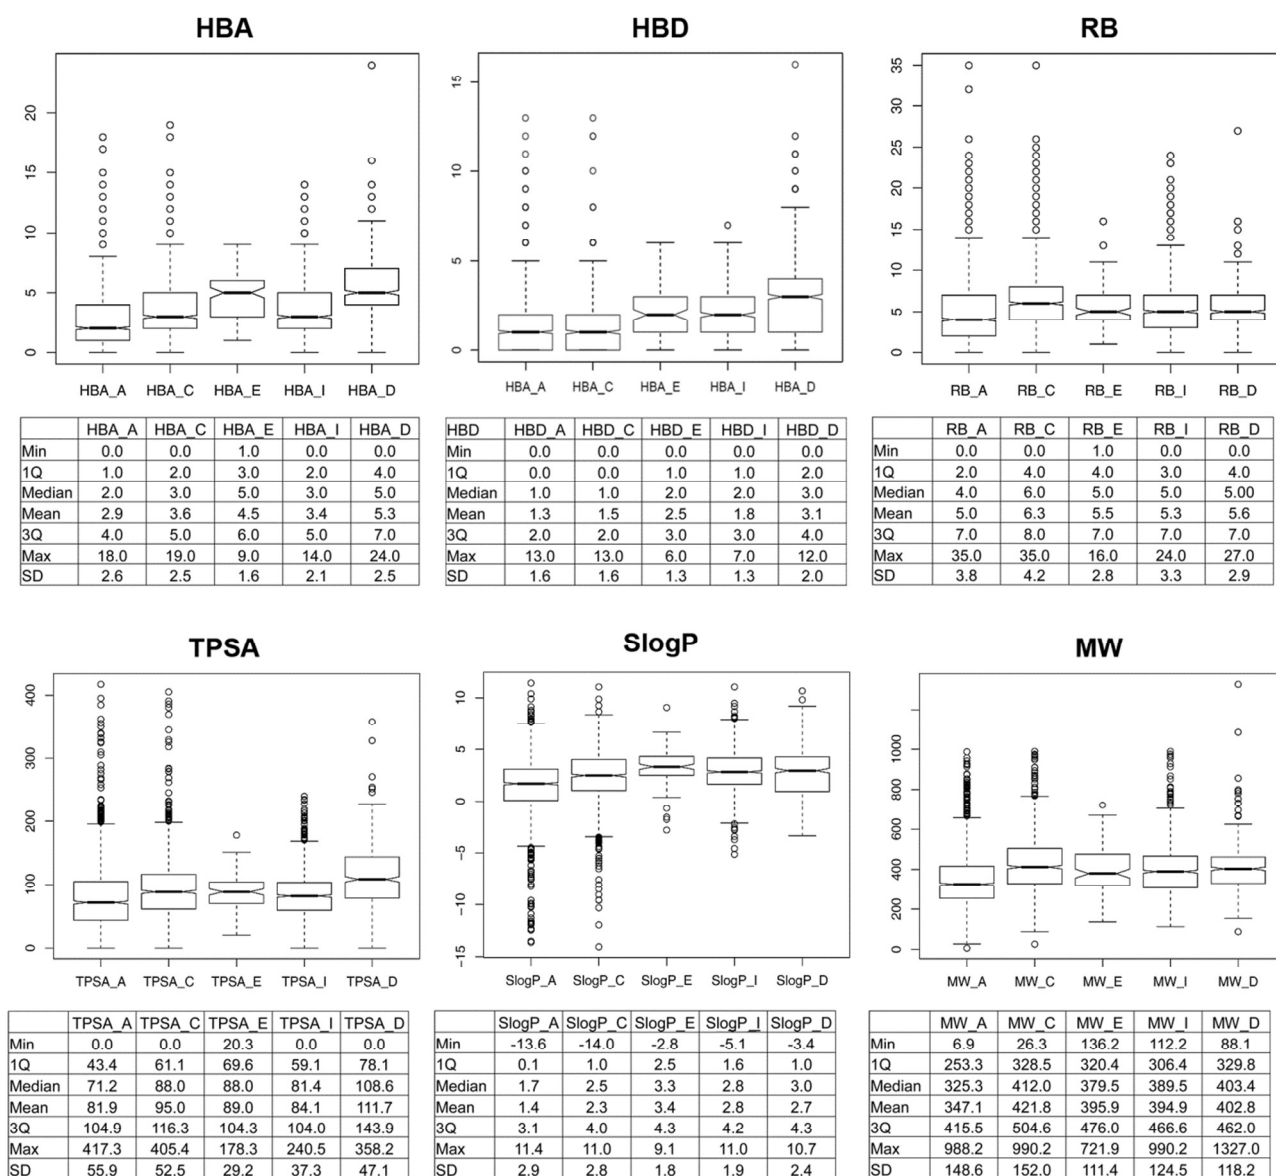 HBA HBD RB
20
15
10
5
0
HBA_A HBA_C HBA_E HBA_I HBA_D
15
10
5
0
HBA_A HBA_C HBA_E HBA_I HBA_D
35
30
25
20
15
10
5
0
RB_A RB_C RB_E RB_I RB_D
HBA_A HBA_C HBA_E HBA_I HBA_D
Min 0.0 0.0 1.0 0.0 0.0
1Q 1.0 2.0 3.0 2.0 4.0
Median 2.0 3.0 5.0 3.0 5.0
Mean 2.9 3.6 4.5 3.4 5.3
3Q 4.0 5.0 6.0 5.0 7.0
Max 18.0 19.0 9.0 14.0 24.0
SD 2.6 2.5 1.6 2.1 2.5
HBD HBD_A HBD_C HBD_E HBD_I HBD_D
Min 0.0 0.0 0.0 0.0 0.0
1Q 0.0 0.0 1.0 1.0 2.0
Median 1.0 1.0 2.0 2.0 3.0
Mean 1.3 1.5 2.5 1.8 3.1
3Q 2.0 2.0 3.0 3.0 4.0
Max 13.0 13.0 6.0 7.0 12.0
SD 1.6 1.6 1.3 1.3 2.0
RB_A RB_C RB_E RB_I RB_D
Min 0.0 0.0 1.0 0.0 0.0
1Q 2.0 4.0 4.0 3.0 4.0
Median 4.0 6.0 5.0 5.0 5.00
Mean 5.0 6.3 5.5 5.3 5.6
3Q 7.0 8.0 7.0 7.0 7.0
Max 35.0 35.0 16.0 24.0 27.0
SD 3.8 4.2 2.8 3.3 2.9
TPSA SlogP MW
400
300
200
100
0
TPSA_A TPSA_C TPSA_E TPSA_I TPSA_D
10
5
0
−5
−10
−15
SlogP_A SlogP_C SlogP_E SlogP_I SlogP_D
1000
800
600
400
200
0
MW_A MW_C MW_E MW_I MW_D
TPSA_A TPSA_C TPSA_E TPSA_I TPSA_D
Min 0.0 0.0 20.3 0.0 0.0
1Q 43.4 61.1 69.6 59.1 78.1
Median 71.2 88.0 88.0 81.4 108.6
Mean 81.9 95.0 89.0 84.1 111.7
3Q 104.9 116.3 104.3 104.0 143.9
Max 417.3 405.4 178.3 240.5 358.2
SD 55.9 52.5 29.2 37.3 47.1
SlogP_A SlogP_C SlogP_E SlogP_I SlogP_D
Min -13.6 -14.0 -2.8 -5.1 -3.4
1Q 0.1 1.0 2.5 1.6 1.0
Median 1.7 2.5 3.3 2.8 3.0
Mean 1.4 2.3 3.4 2.8 2.7
3Q 3.1 4.0 4.3 4.2 4.3
Max 11.4 11.0 9.1 11.0 10.7
SD 2.9 2.8 1.8 1.9 2.4
MW_A MW_C MW_E MW_I MW_D
Min 6.9 26.3 136.2 112.2 88.1
1Q 253.3 328.5 320.4 306.4 329.8
Median 325.3 412.0 379.5 389.5 403.4
Mean 347.1 421.8 395.9 394.9 402.8
3Q 415.5 504.6 476.0 466.6 462.0
Max 988.2 990.2 721.9 990.2 1327.0
SD 148.6 152.0 111.4 124.5 118.2